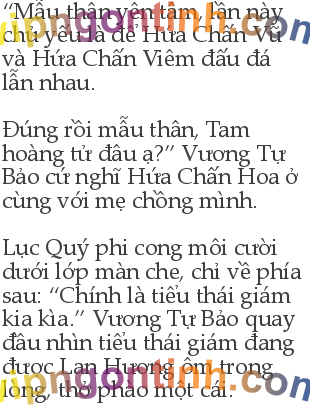 “Mẫu thân yên tâm, lần này
chủ yếu là để Hứa Chấn Vũ
và Hứa Chấn Viêm đấu đá
lẫn nhau.
Đúng rồi mẫu thân, Tam
hoàng tử đâu ạ?” Vương Tự
Bảo cứ nghĩ Hứa Chấn Hoa ở
cùng với mẹ chồng mình.
Lục Quý phi cong môi cười
dưới lớp màn che, chỉ về phía
sau: “Chính là tiểu thái giám
kia kìa.” Vương Tự Bảo quay
đầu nhìn tiểu thái giám đang
được Lan Hương ôm trong
lòng, thở phào một cái.